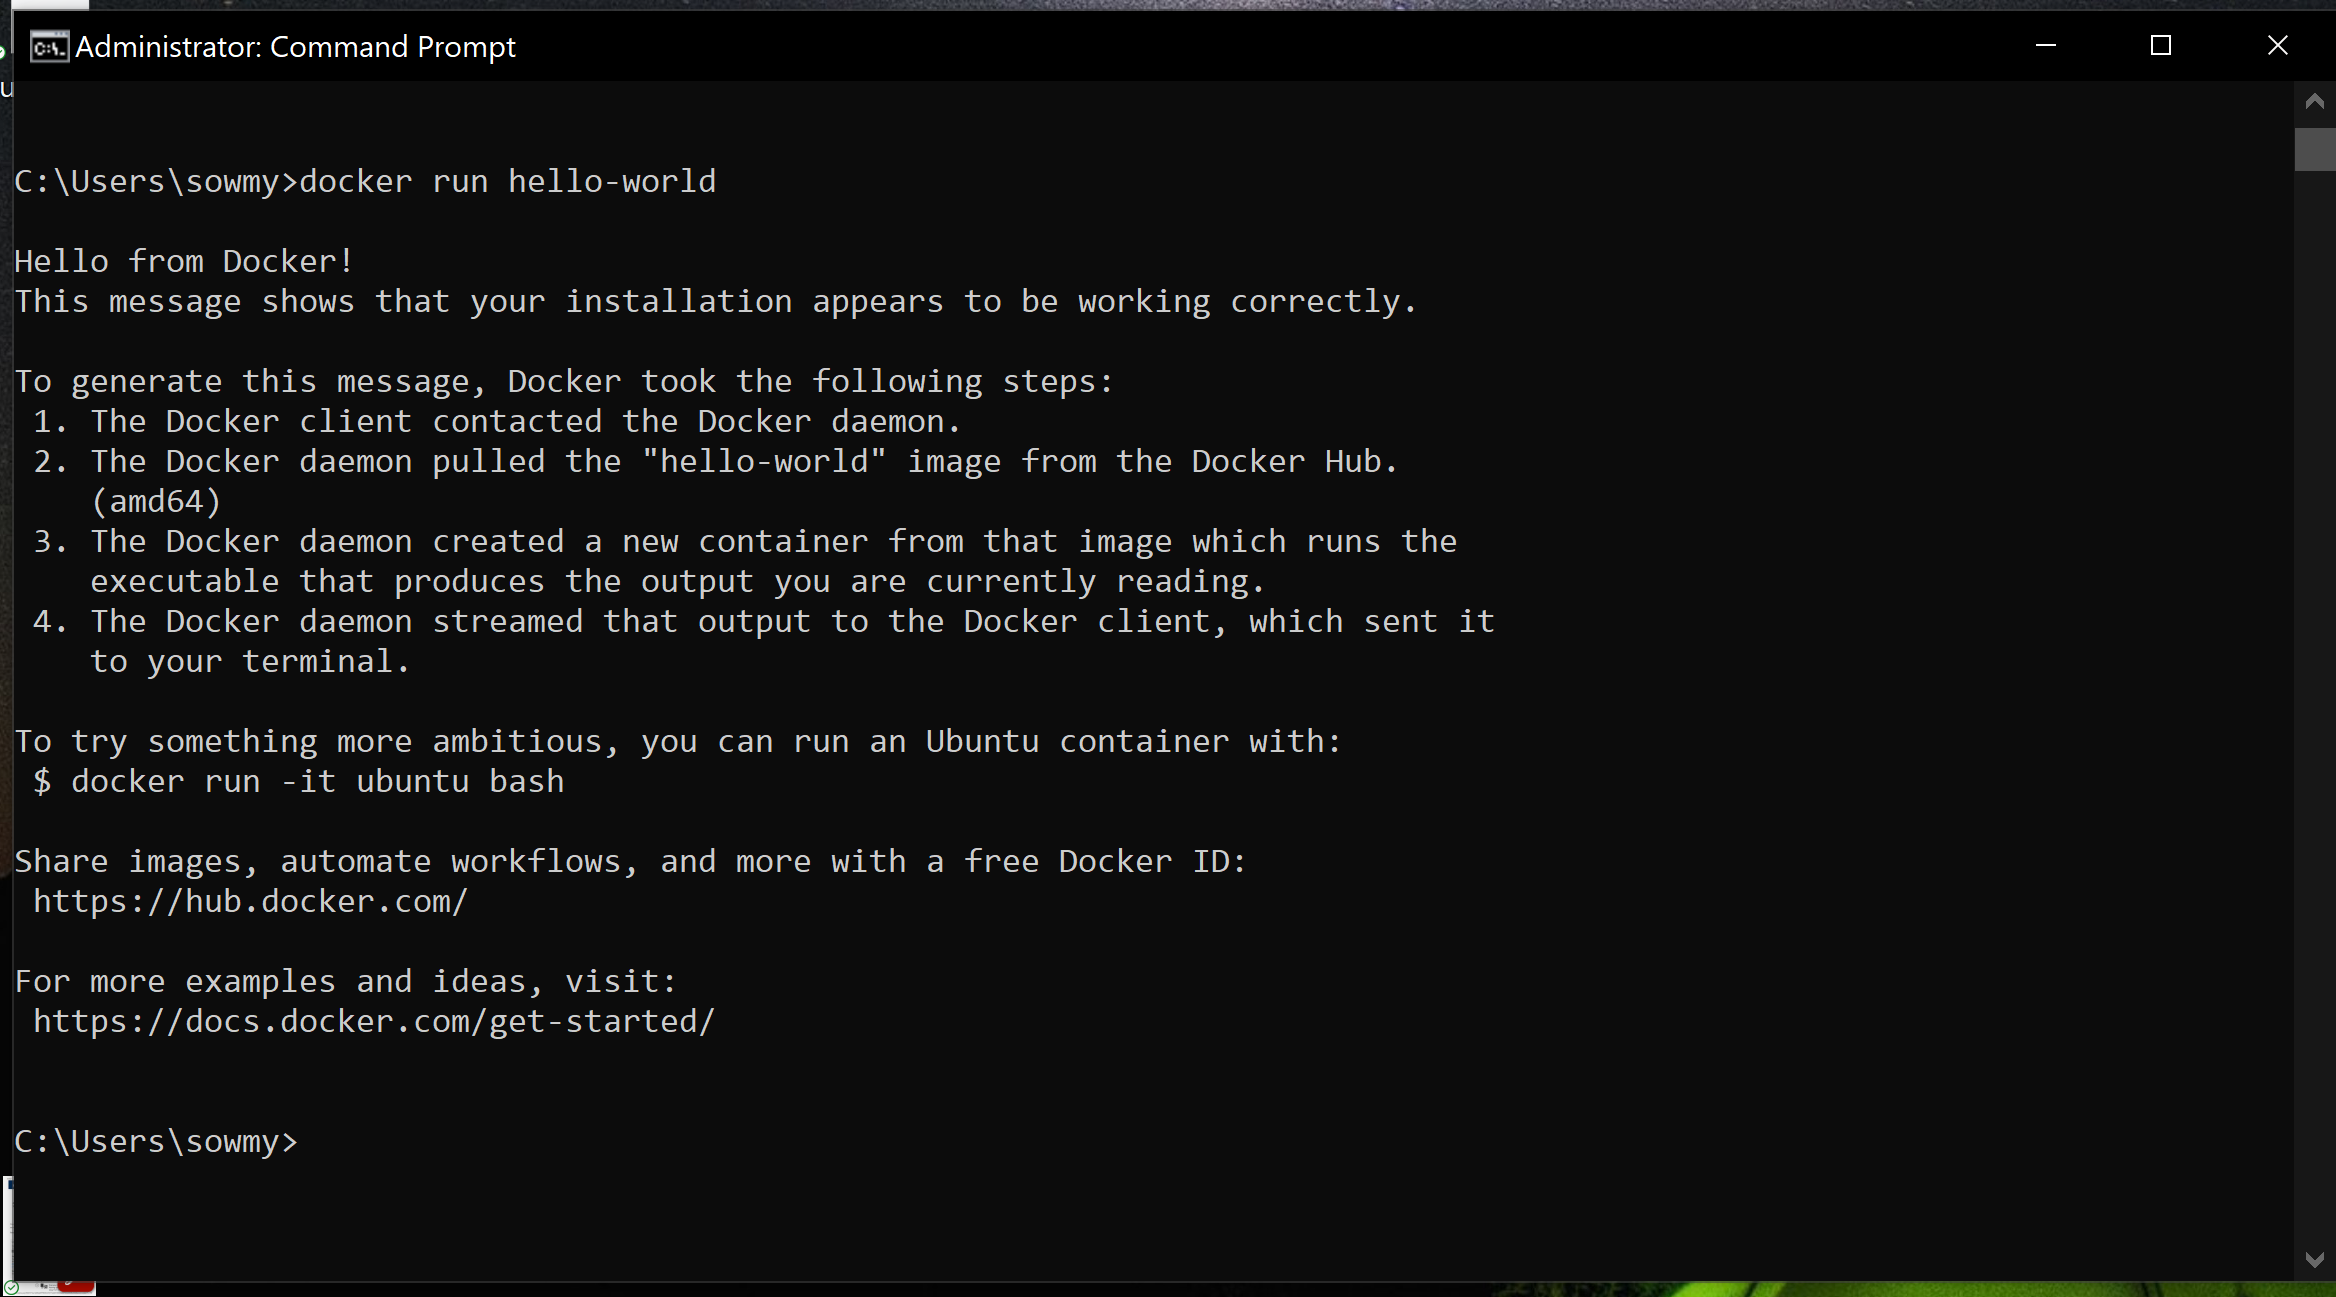 Administrator: Command Prompt
C:\Users\sowmy>docker run hello-world
Hello from Docker!
This message shows that your installation appears to be working correctly.
To generate this message, Docker took the following steps:
1. The Docker client contacted the Docker daemon.
2. The Docker daemon pulled the "hello-world" image from the Docker Hub.
(amd64)
3. The Docker daemon created a new container from that image which runs the
executable that produces the output you are currently reading.
4. The Docker daemon streamed that output to the Docker client, which sent it
to your terminal.
To try something more ambitious, you can run an Ubuntu container with:
$ docker run -it ubuntu bash
Share images, automate workflows, and more with a free Docker ID:
https://hub.docker.com/
For more examples and ideas, visit:
https://docs.docker.com/get-started/
C:\Users\sowmy>